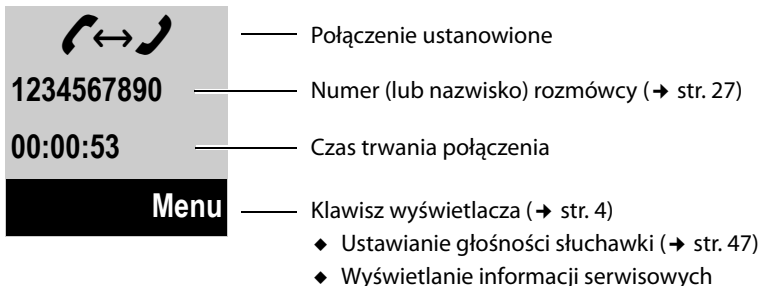 Połączenie ustanowione
1234567890 Numer (lub nazwisko) rozmówcy (➔ str. 27)
00:00:53 Czas trwania połączenia
Menu Klawisz wyświetlacza (➔ str. 4)
◆ Ustawianie głośności słuchawki (➔ str. 47)
◆ Wyświetlanie informacji serwisowych